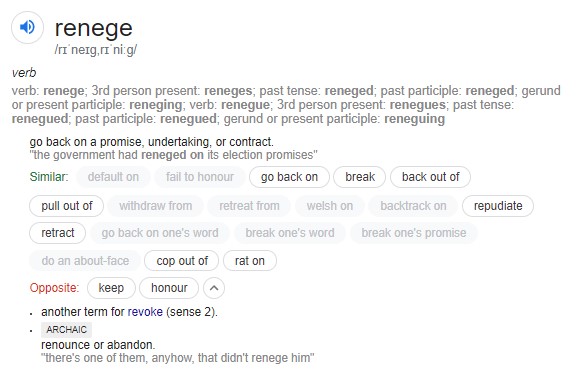 renege
/rɪˈneɪɡ,rɪˈniːɡ/
verb
verb: renege; 3rd person present: reneges; past tense: reneged; past participle: reneged; gerund
or present participle: reneging; verb: renegue; 3rd person present: renegues; past tense:
renegued; past participle: renegued; gerund or present participle: reneguing
go back on a promise, undertaking, or contract.
"the government had reneged on its election promises"
Similar: default on fail to honour go back on break back out of
pull out of withdraw from retreat from welsh on backtrack on repudiate
retract go back on one's word break one's word break one's promise
do an about-face cop out of rat on
Opposite: keep honour
• another term for revoke (sense 2).
• ARCHAIC
renounce or abandon.
"there's one of them, anyhow, that didn't renege him"